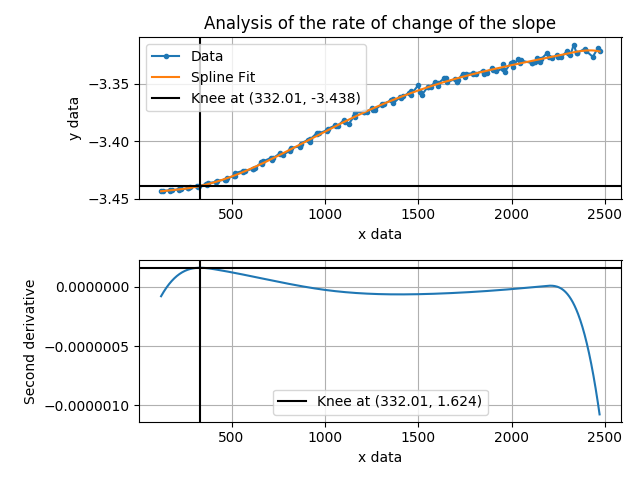 Analysis of the rate of change of the slope
Data
Spline Fit
Knee at (332.01, -3.438)
y data
−3.35
−3.40
−3.45
500 1000 1500 2000 2500
x data
Second derivative
0.0000000
−0.0000005
−0.0000010
Knee at (332.01, 1.624)
500 1000 1500 2000 2500
x data